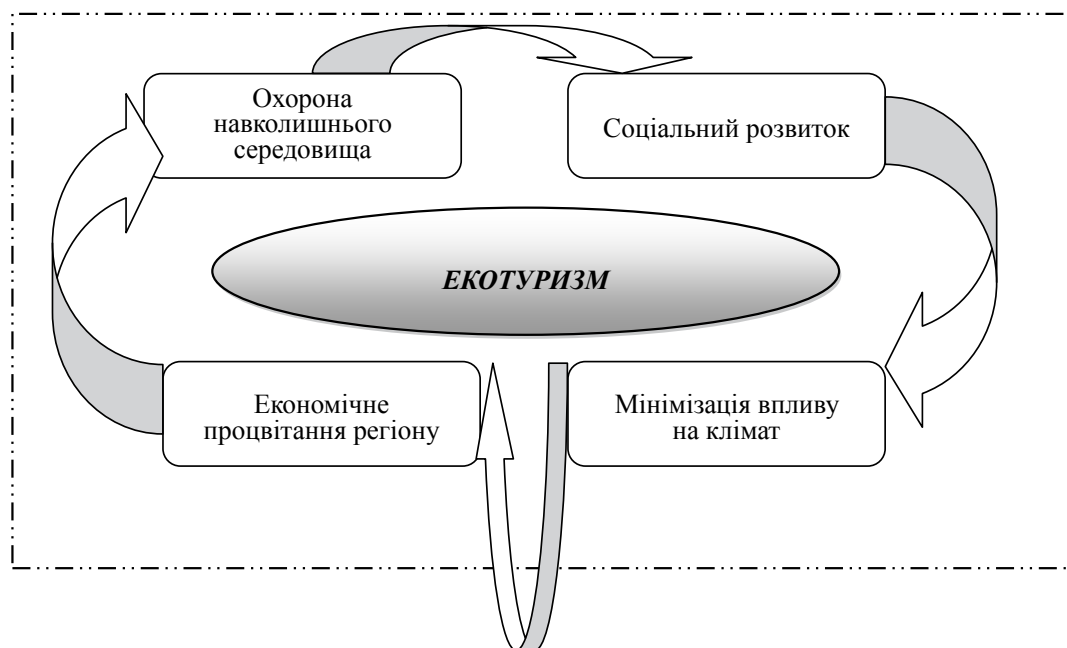 Охорона
навколишнього
середовища
Соціальний розвиток
ЕКОТУРИЗМ
Економічне
процвітання регіону
Мінімізація впливу
на клімат